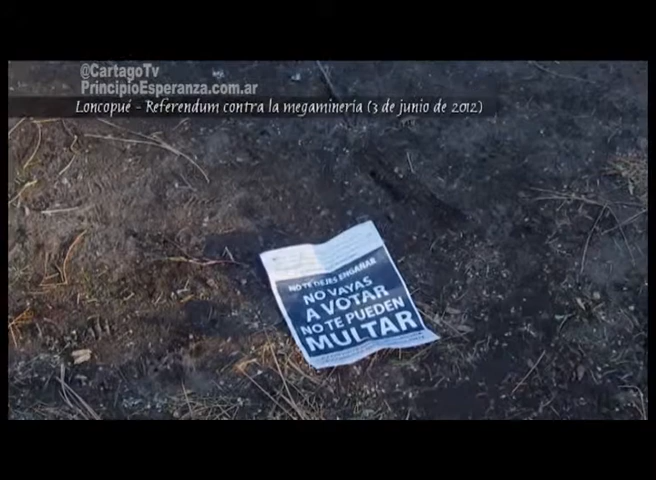 @CartagoTv
PrincipioEsperanza.com.ar
Loncopué - Referendum contra la megamineria (3 de junio de 2012)
NO TE DEJES ENGAÑAR
NO VAYAS
A VOTAR
NO TE PUEDEN
MULTAR